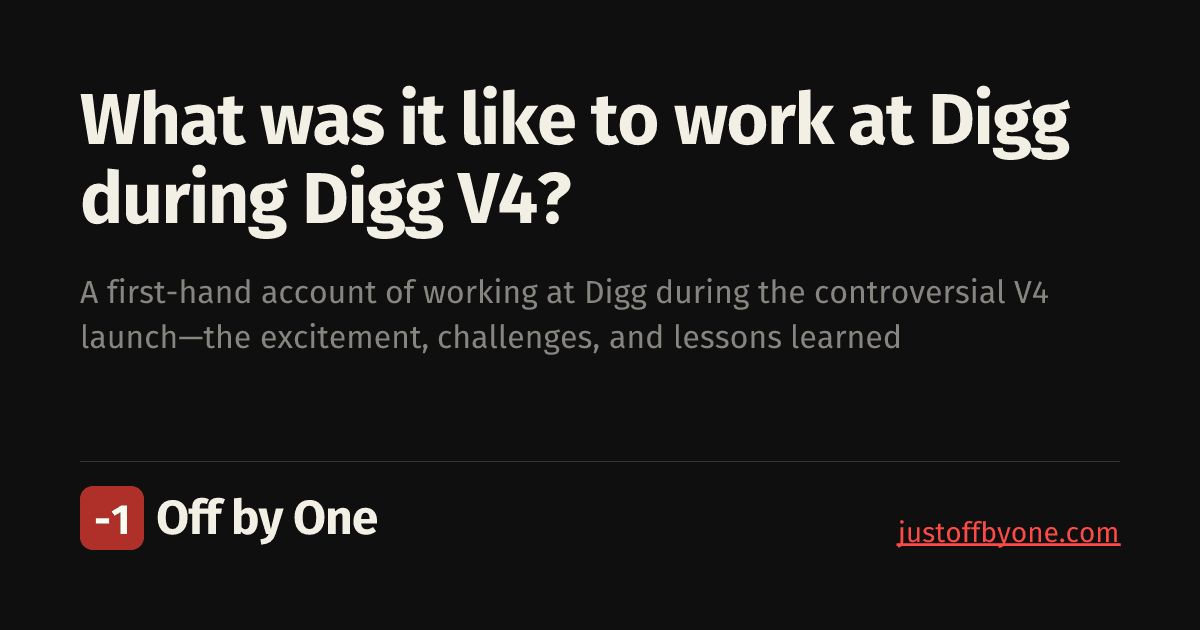 What was it like to work at Digg
during Digg V4?
A first-hand account of working at Digg during the controversial V4
launch—the excitement, challenges, and lessons learned
-1 Off by One
justoffbyone.com